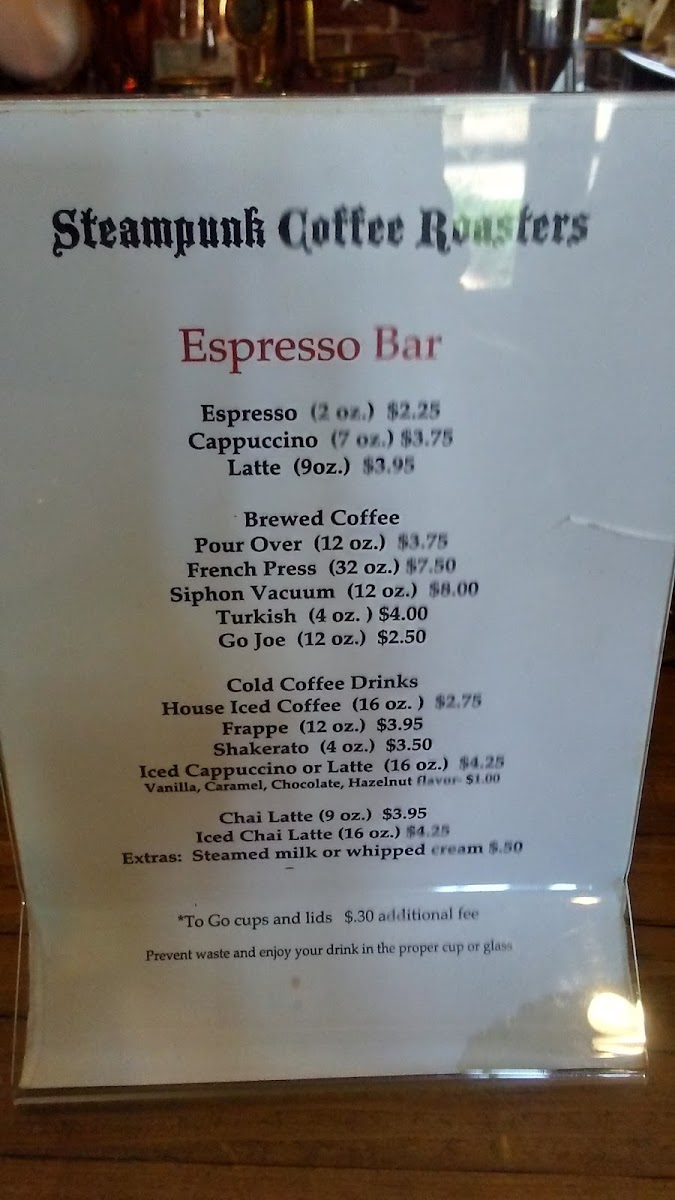 Steampunk Coffee Roasters
Espresso Bar
Espresso (2 oz.) $2.25
Cappuccino (7 oz.) $3.75
Latte (9oz.) $3.95
Brewed Coffee
Pour Over (12 oz.) $3.75
French Press (32 oz.) $7.50
Siphon Vacuum (12 oz.) $8.00
Turkish (4 oz. ) $4.00
Go Joe (12 oz.) $2.50
Cold Coffee Drinks
House Iced Coffee (16 oz. ) $2.75
Frappe (12 oz.) $3.95
Shakerato (4 oz.) $3.50
Iced Cappuccino or Latte (16 oz.) $4.25
Vanilla, Caramel, Chocolate, Hazelnut flavor $1.00
Chai Latte (9 oz.) $3.95
Iced Chai Latte (16 oz.) $4.25
Extras: Steamed milk or whipped cream $.50
*To Go cups and lids $.30 additional fee
Prevent waste and enjoy your drink in the proper cup or glass